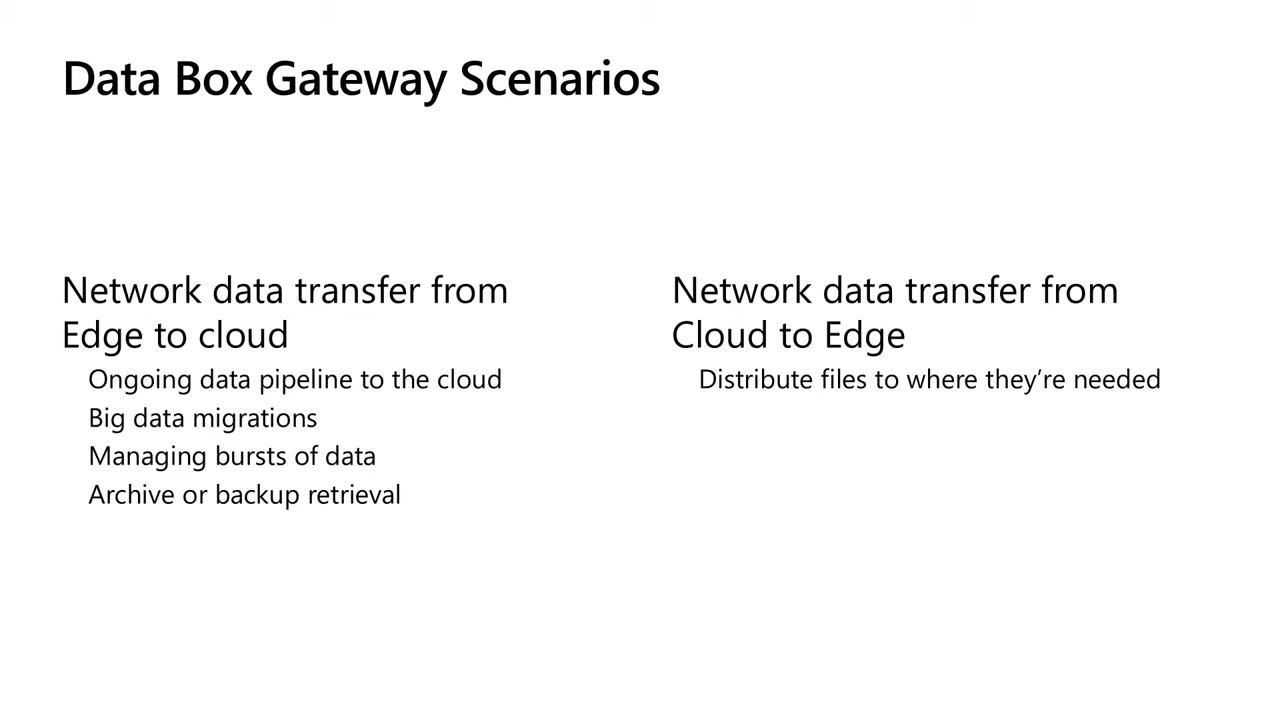 Data Box Gateway Scenarios
Network data transfer from
Edge to cloud
Ongoing data pipeline to the cloud
Big data migrations
Managing bursts of data
Archive or backup retrieval
Network data transfer from
Cloud to Edge
Distribute files to where they’re needed